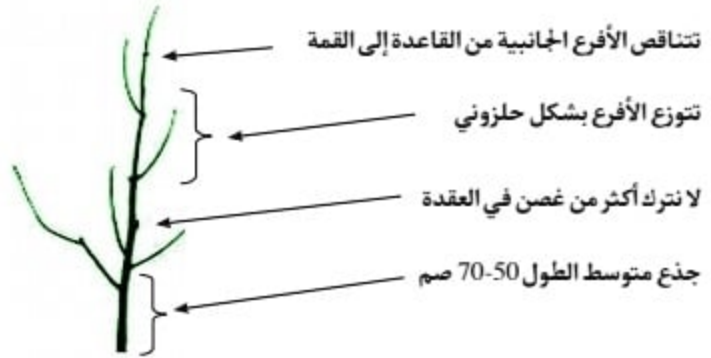 تتناقص الأفرع الجانبية من القاعدة إلى القمة
تتوزع الأفرع بشكل حلزوني
لا نترك أكثر من غصن في العقدة
جذع متوسط الطول 50-70 صم